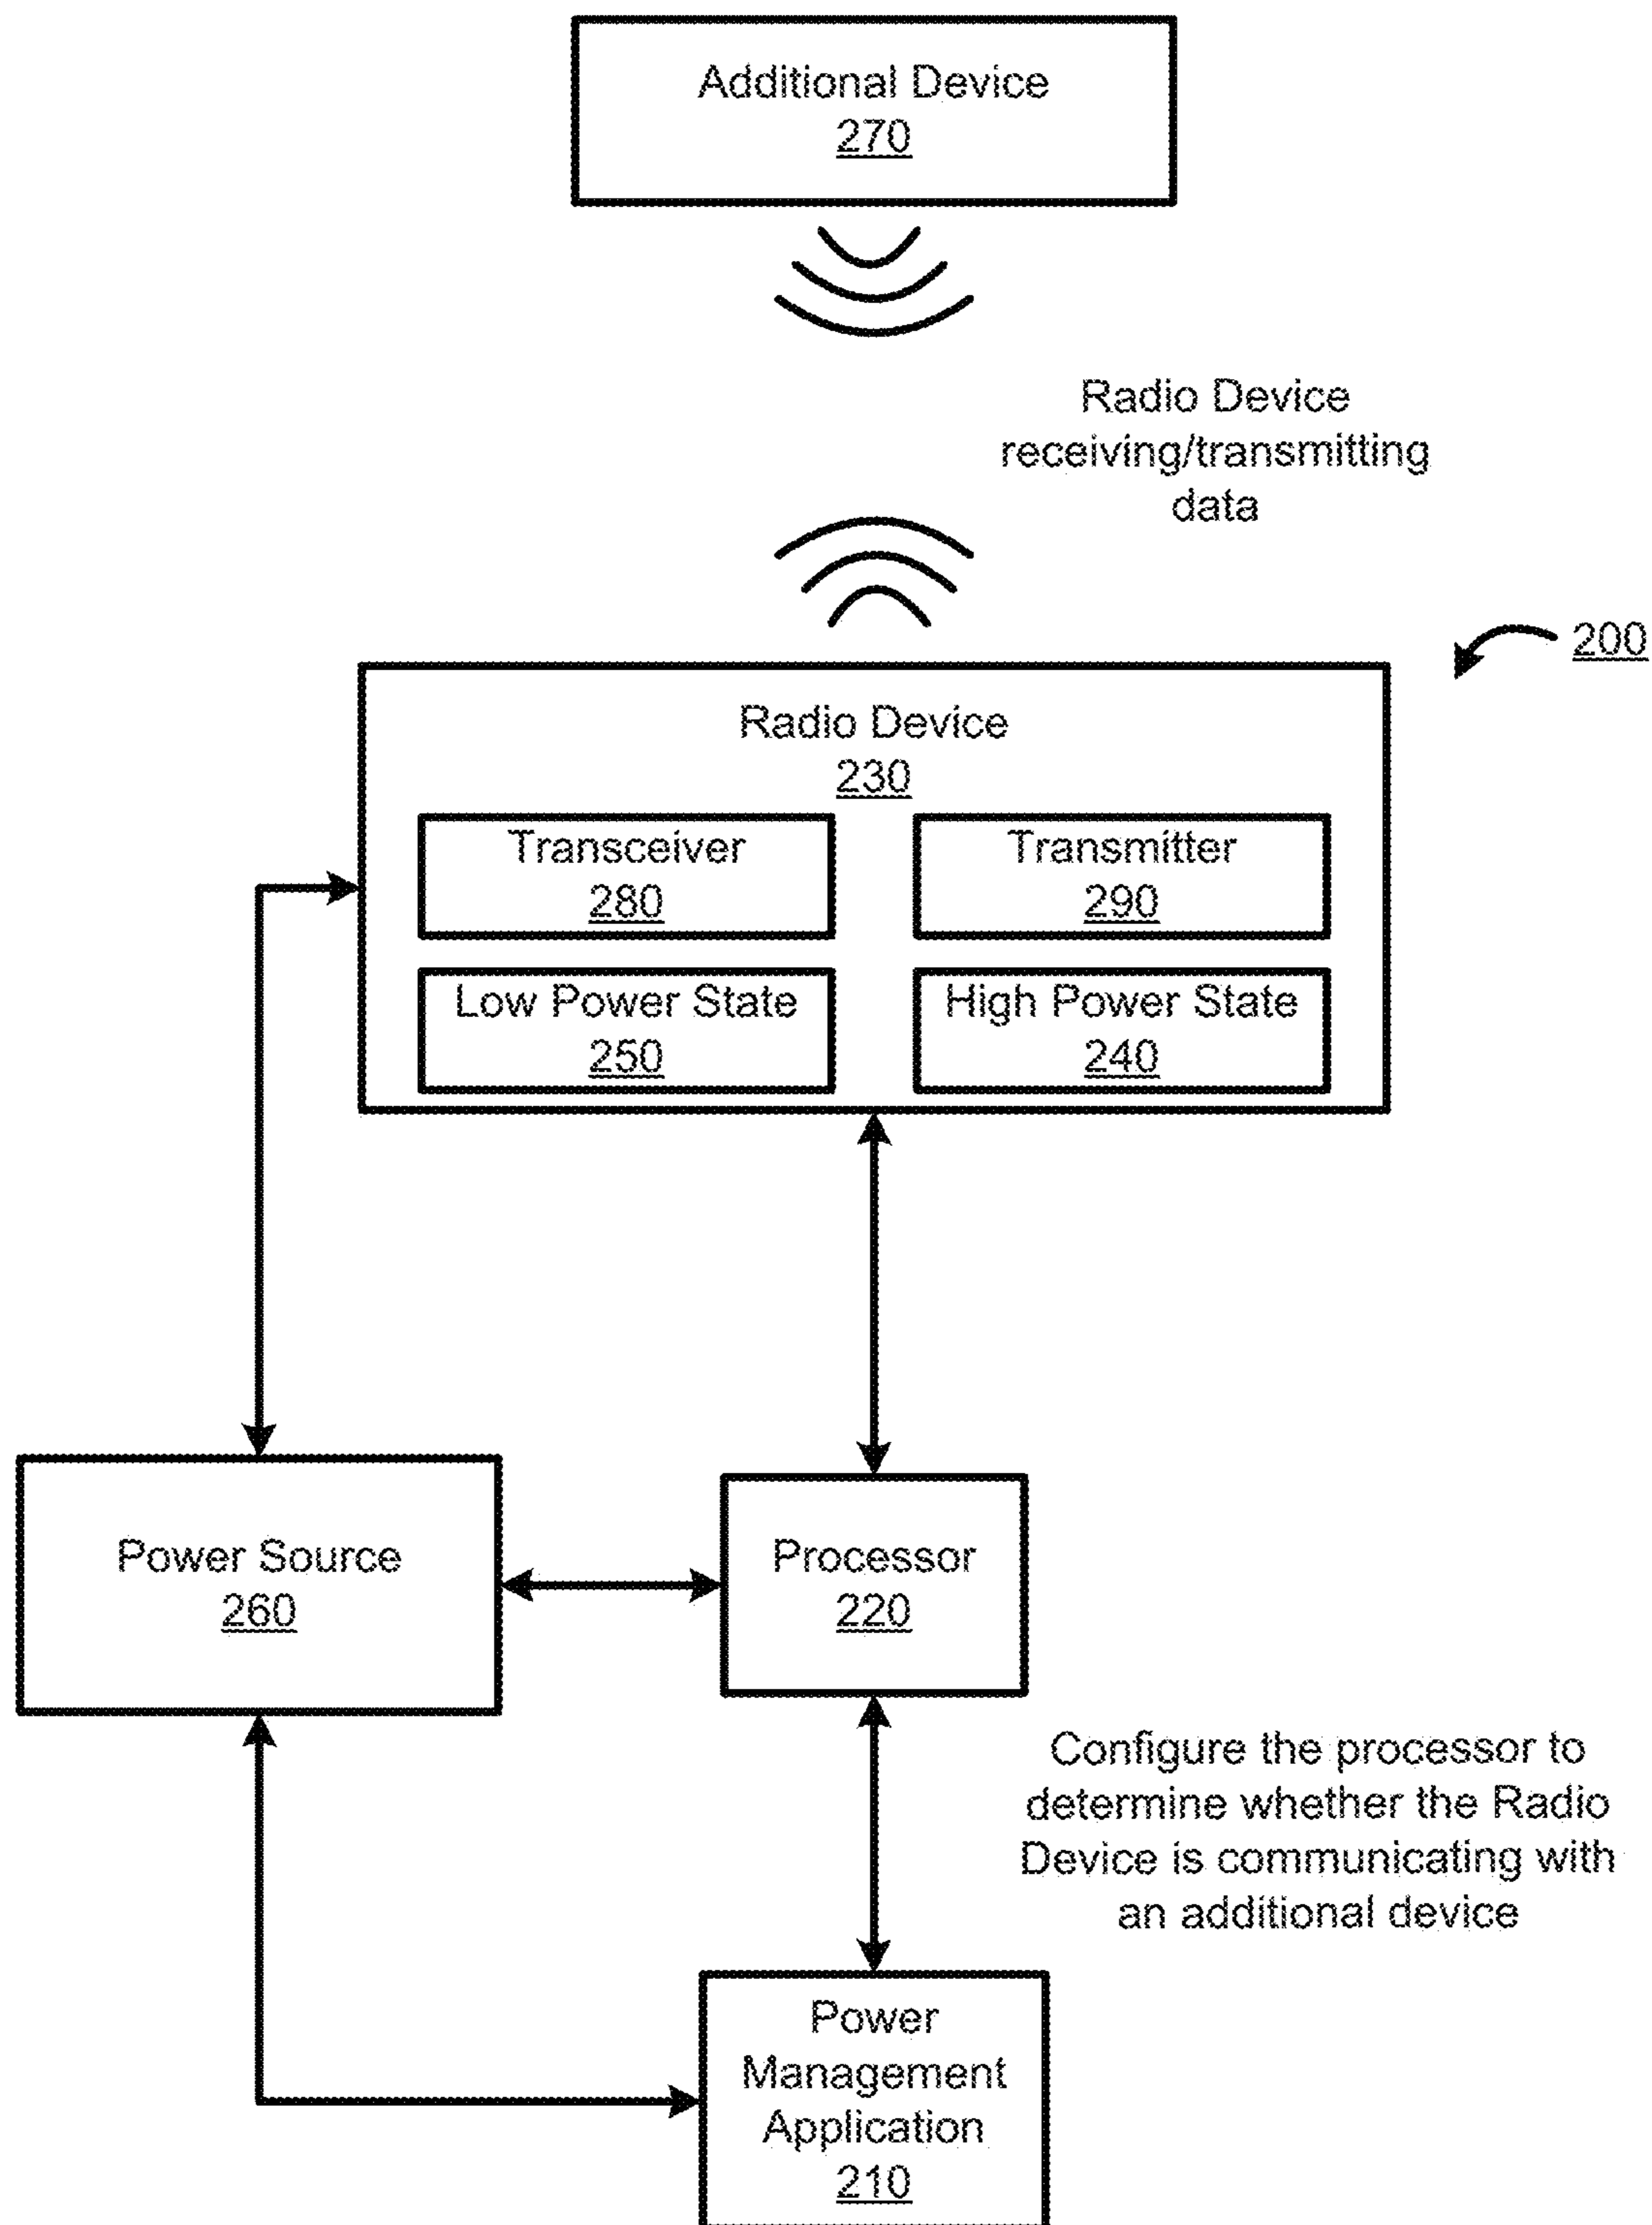 Additional Device
270
Radio Device
receiving/transmitting
data
200
Radio Device
230
Transceiver
280
Transmitter
290
Low Power State
250
High Power State
240
Power Source
260
Processor
220
Configure the processor to
determine whether the Radio
Device is communicating with
an additional device
Power
Management
Application
210